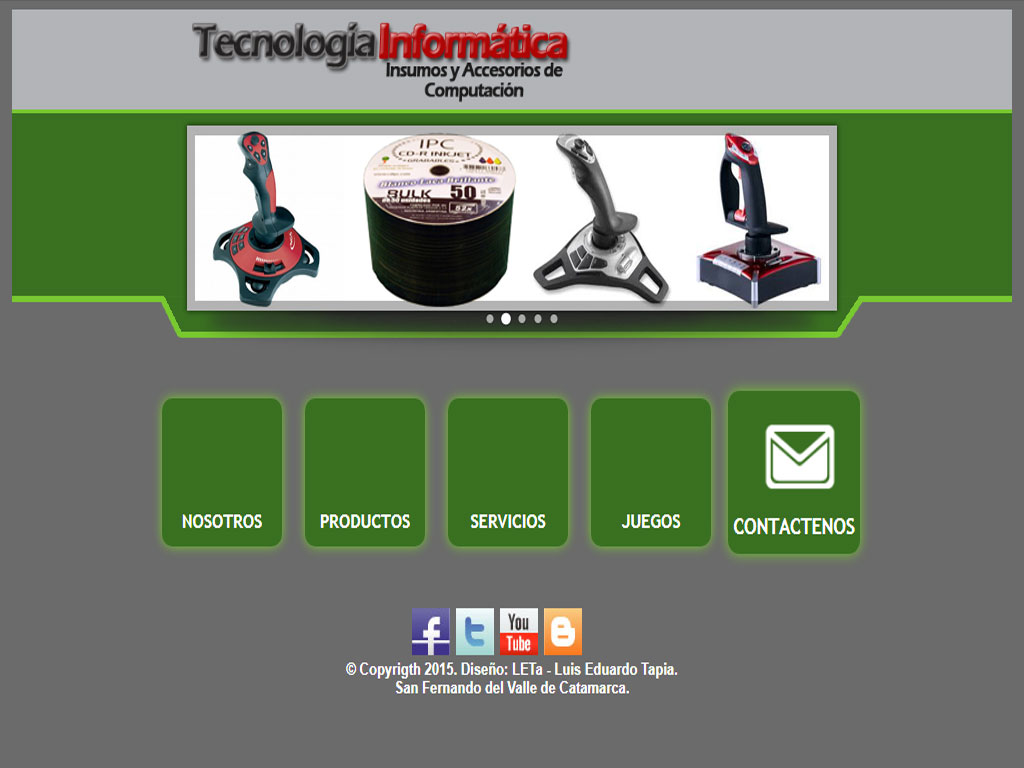 Tecnología Informática
Insumos y Accesorios de
Computación
IPC
CD-R INKJET
GRABABLES
BULK 50
NOSOTROS
PRODUCTOS
SERVICIOS
JUEGOS
CONTACTENOS
f
t
You
Tube
B
© Copyrigth 2015. Diseño: LETa - Luis Eduardo Tapia.
San Fernando del Valle de Catamarca.